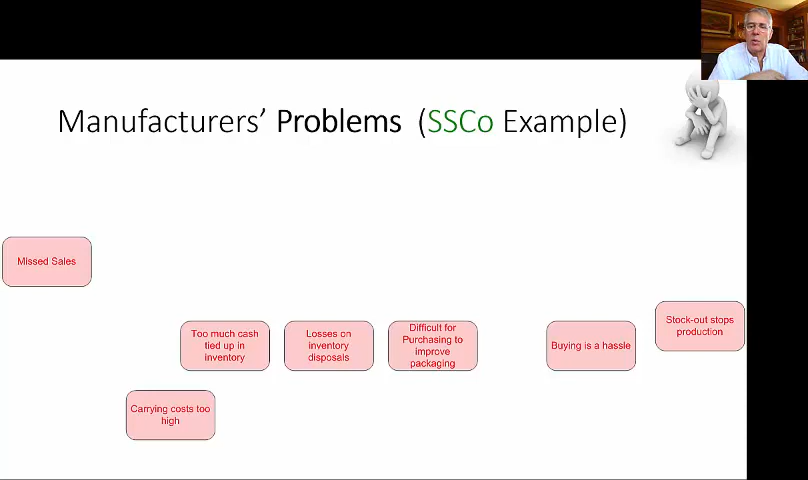 Manufacturers' Problems (SSCo Example)
Missed Sales
Too much cash
tied up in
inventory
Losses on
inventory
disposals
Difficult for
Purchasing to
improve
packaging
Buying is a hassle
Stock-out stops
production
Carrying costs too
high